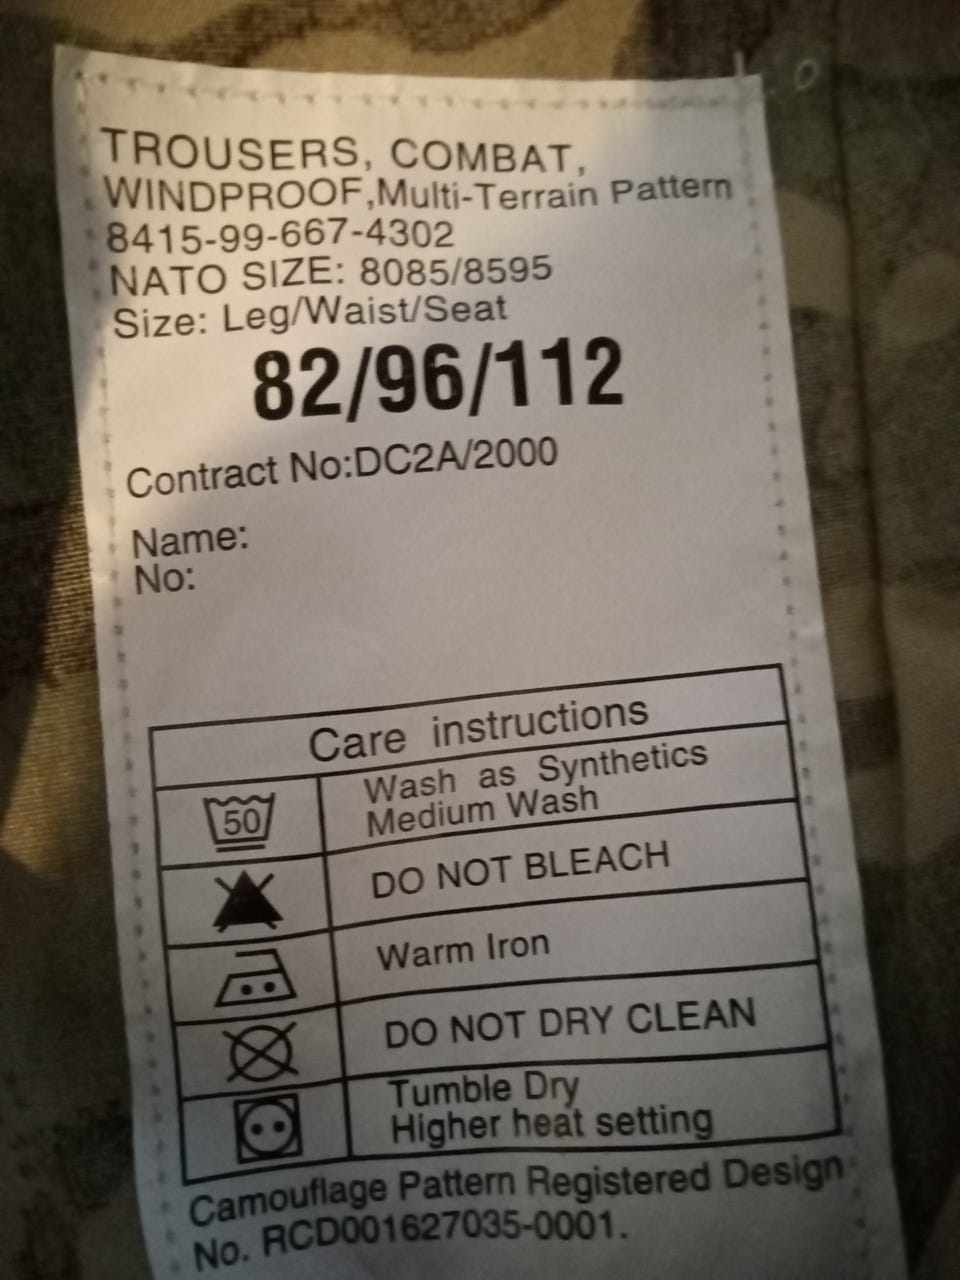 TROUSERS, COMBAT,
WINDPROOF,Multi-Terrain Pattern
8415-99-667-4302
NATO SIZE: 8085/8595
Size: Leg/Waist/Seat
82/96/112
Contract No:DC2A/2000
Name:
No:
Care instructions
50
Wash as Synthetics
Medium Wash
DO NOT BLEACH
Warm Iron
DO NOT DRY CLEAN
Tumble Dry
Higher heat setting
Camouflage Pattern Registered Design
No. RCD001627035-0001.